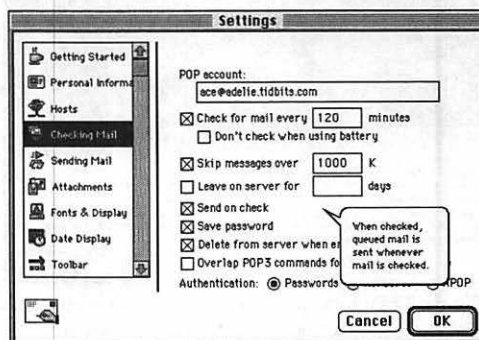 Settings
Getting Started
Personal Informa
Hosts
Checking Mail
Sending Mail
Attachments
Fonts & Display
Date Display
Toolbar
POP account:
ace@adelie.tidbits.com
Check for mail every 120 minutes
Don't check when using battery
Skip messages over 1000 K
Leave on server for days
Send on check
Save password
Delete from server when em
Overlap POP3 commands fo
Authentication: Passwords POP
When checked,
queued mail is
sent whenever
mail is checked.
Cancel OK